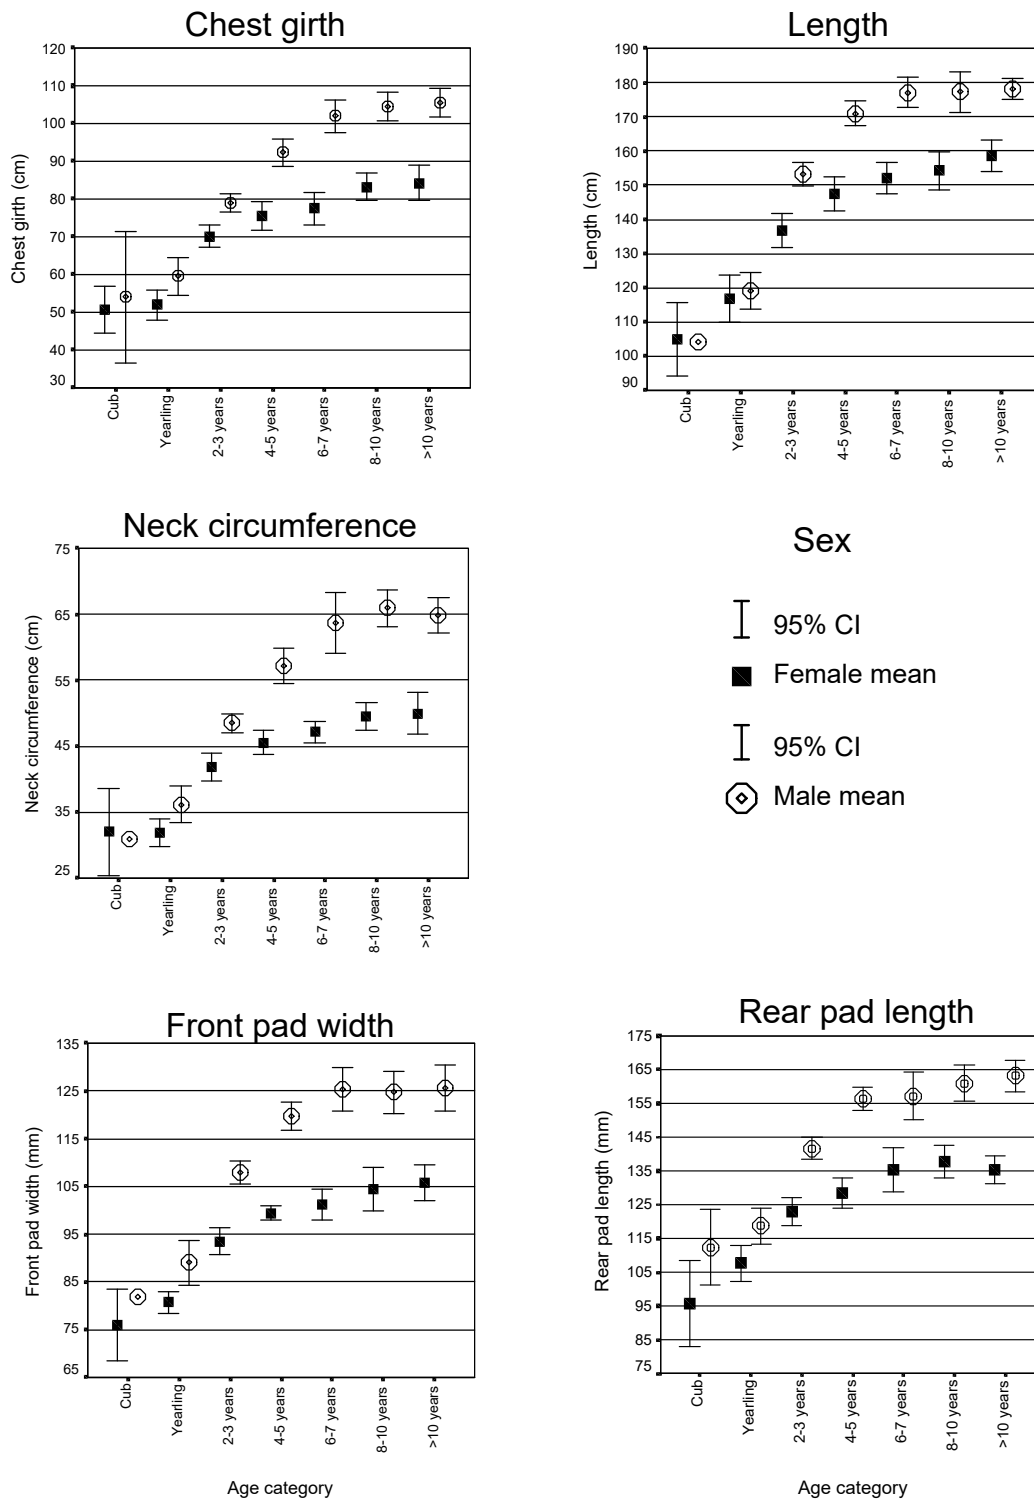 Chest girth
Chest girth (cm)
120
110
100
90
80
70
60
50
40
30
Cub
Yearling
2-3 years
4-5 years
6-7 years
8-10 years
>10 years
Length
Length (cm)
190
180
170
160
150
140
130
120
110
100
90
Cub
Yearling
2-3 years
4-5 years
6-7 years
8-10 years
>10 years
Neck circumference
Neck circumference (cm)
75
65
55
45
35
25
Cub
Yearling
2-3 years
4-5 years
6-7 years
8-10 years
>10 years
Sex
95% CI
Female mean
95% CI
Male mean
Front pad width
Front pad width (mm)
135
125
115
105
95
85
75
65
Cub
Yearling
2-3 years
4-5 years
6-7 years
8-10 years
>10 years
Age category
Rear pad length
Rear pad length (mm)
175
165
155
145
135
125
115
105
95
85
75
Cub
Yearling
2-3 years
4-5 years
6-7 years
8-10 years
>10 years
Age category